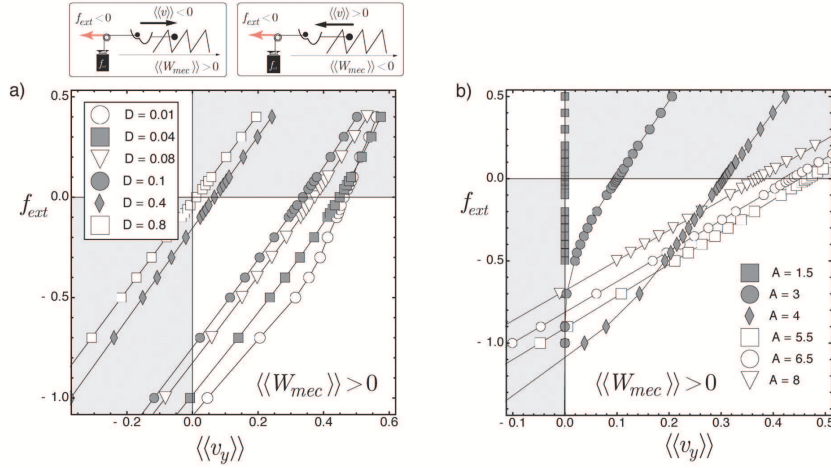 f_ext < 0
⟨⟨v⟩⟩ < 0
⟨⟨W_mec⟩⟩ > 0
f_ext < 0
⟨⟨v⟩⟩ > 0
⟨⟨W_mec⟩⟩ < 0
a)
0.5
0.0
- 0.5
- 1.0
f_ext
D = 0.01
D = 0.04
D = 0.08
D = 0.1
D = 0.4
D = 0.8
⟨⟨W_mec⟩⟩ > 0
- 0.2
0.0
0.2
0.4
0.6
⟨⟨v_y⟩⟩
b)
0.5
0.0
- 0.5
- 1.0
f_ext
A = 1.5
A = 3
A = 4
A = 5.5
A = 6.5
A = 8
⟨⟨W_mec⟩⟩ > 0
- 0.1
0.0
0.1
0.2
0.3
0.4
0.5
⟨⟨v_y⟩⟩